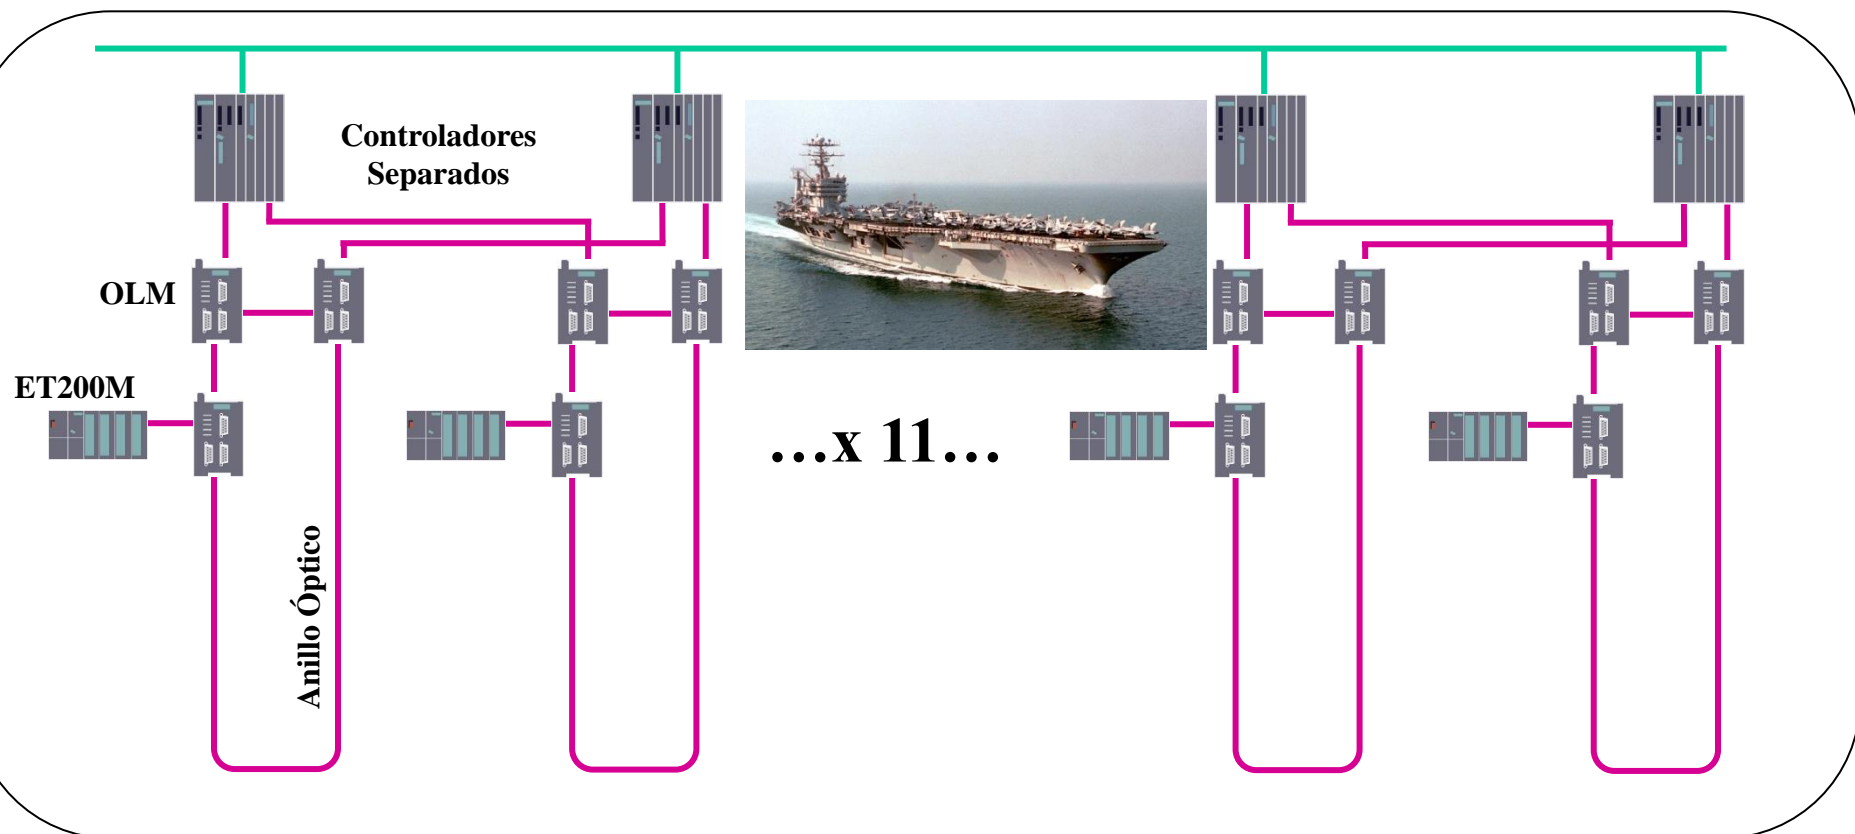 Controladores
Separados
OLM
ET200M
...x 11...
Anillo Óptico